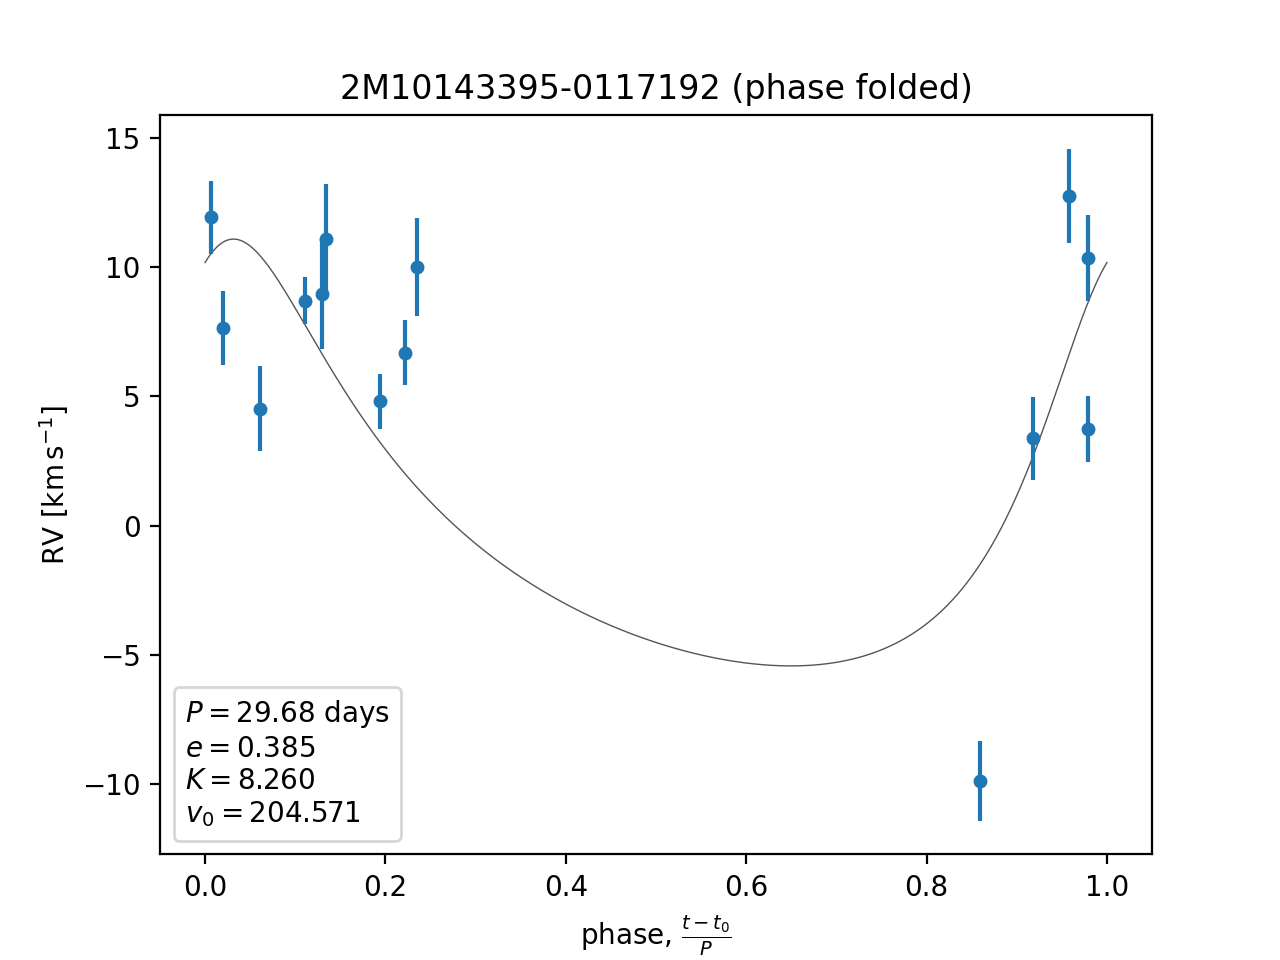 2M10143395-0117192 (phase folded)
15
10
5
0
−5
−10
RV [km s⁻¹]
P = 29.68 days
e = 0.385
K = 8.260
v₀ = 204.571
0.0 0.2 0.4 0.6 0.8 1.0
phase, (t − t₀)/P